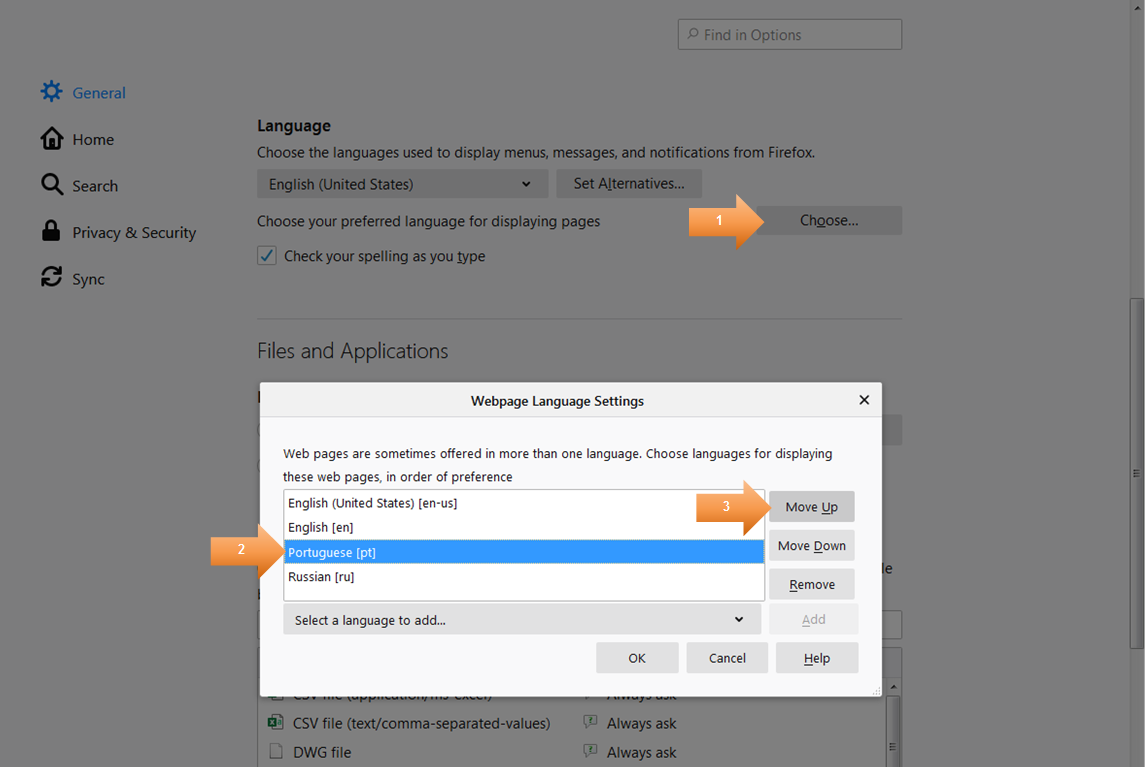 Find in Options
General
Home
Search
Privacy & Security
Sync
Language
Choose the languages used to display menus, messages, and notifications from Firefox.
English (United States)
Set Alternatives...
Choose your preferred language for displaying pages
1
Choose...
Check your spelling as you type
Files and Applications
Webpage Language Settings
Web pages are sometimes offered in more than one language. Choose languages for displaying
these web pages, in order of preference
English (United States) [en-us]
English [en]
2
Portuguese [pt]
Russian [ru]
3
Move Up
Move Down
Remove
Select a language to add...
Add
OK
Cancel
Help
CSV file (application/ms-excel)
Always ask
CSV file (text/comma-separated-values)
Always ask
DWG file
Always ask